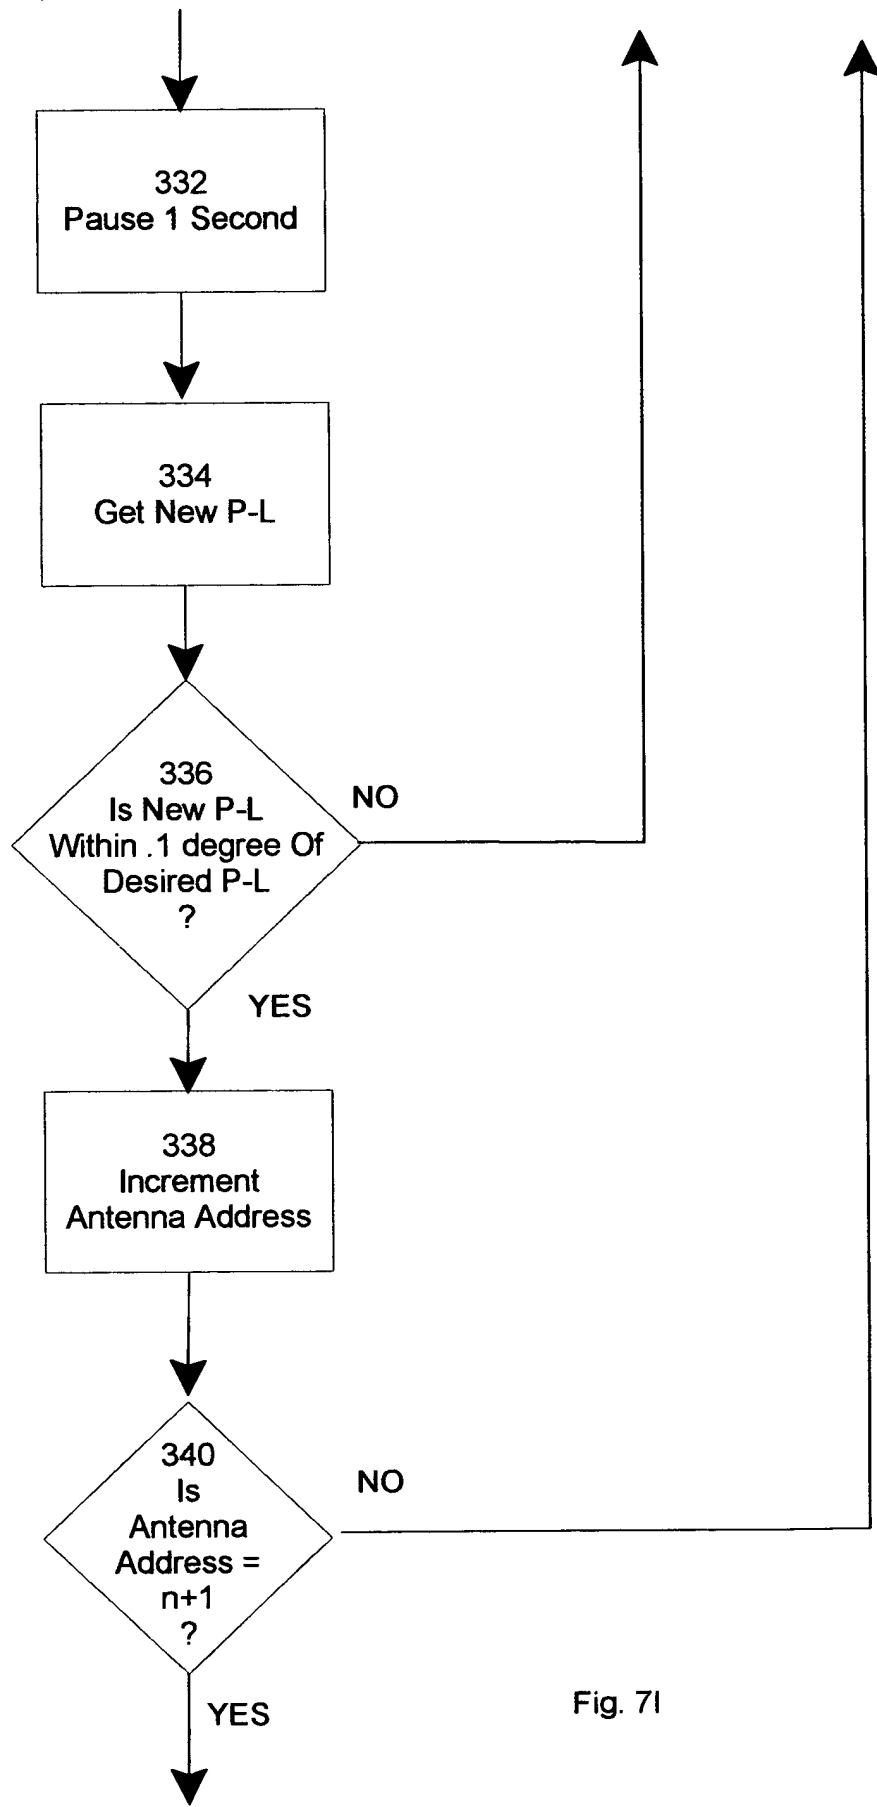 332
Pause 1 Second
334
Get New P-L
336
Is New P-L
Within .1 degree Of
Desired P-L
?
NO
YES
338
Increment
Antenna Address
340
Is
Antenna
Address =
n+1
?
NO
YES
Fig. 7I